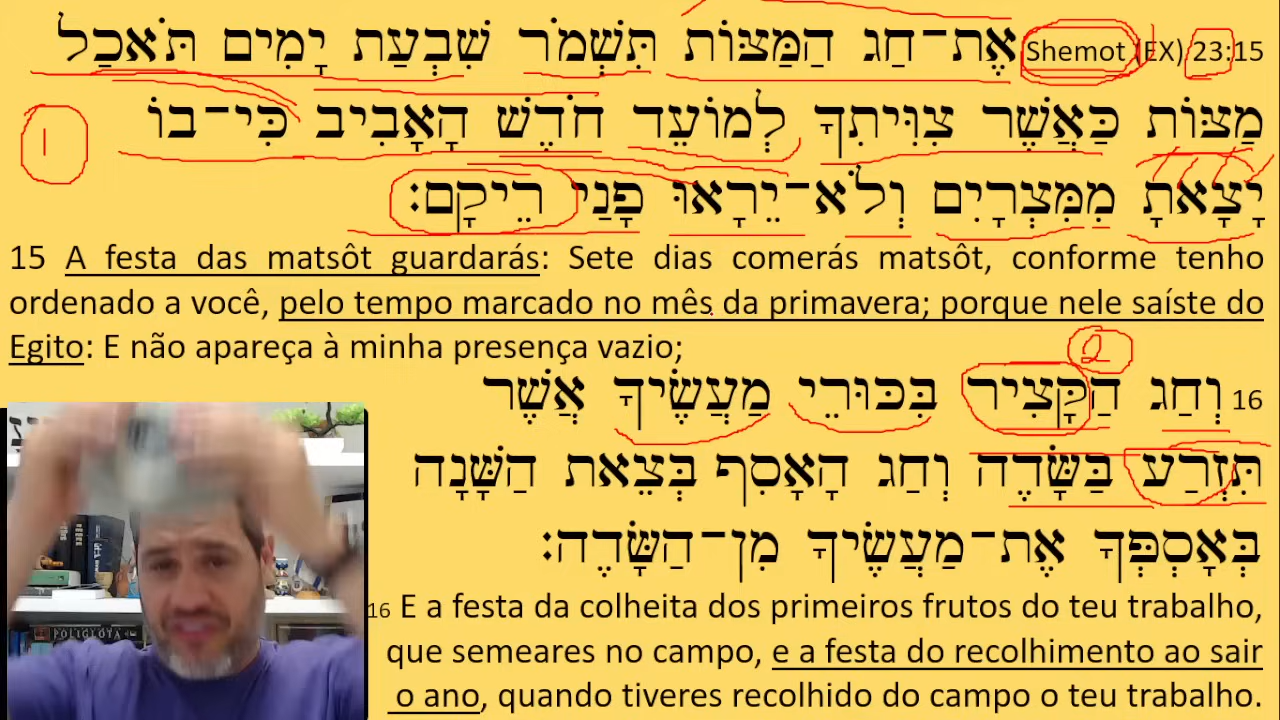 Shemot (EX) 23:15 אֶת־חַג הַמַּצּוֹת תִּשְׁמֹר שִׁבְעַת יָמִים תֹּאכַל
מַצּוֹת כַּאֲשֶׁר צִוִּיתִךָ לְמוֹעֵד חֹדֶשׁ הָאָבִיב כִּי־בוֹ
1
יָצָאתָ מִמִּצְרָיִם וְלֹא־יֵרָאוּ פָנַי רֵיקָם׃
15 A festa das matsôt guardarás: Sete dias comerás matsôt, conforme tenho
ordenado a você, pelo tempo marcado no mês da primavera; porque nele saíste do
Egito: E não apareça à minha presença vazio;
2
16 וְחַג הַקָּצִיר בִּכּוּרֵי מַעֲשֶׂיךָ אֲשֶׁר
תִּזְרַע בַּשָּׂדֶה וְחַג הָאָסִף בְּצֵאת הַשָּׁנָה
בְּאָסְפְּךָ אֶת־מַעֲשֶׂיךָ מִן־הַשָּׂדֶה׃
16 E a festa da colheita dos primeiros frutos do teu trabalho,
que semeares no campo, e a festa do recolhimento ao sair
o ano, quando tiveres recolhido do campo o teu trabalho.
POLIGLOTA